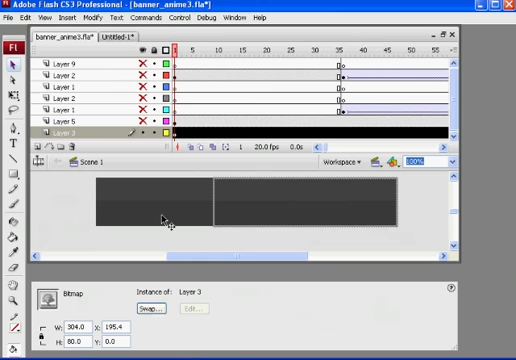 Adobe Flash CS3 Professional - [banner_anime3.fla*]
File Edit View Insert Modify Text Commands Control Debug Window Help
Fl
banner_anime3.fla* Untitled-1*
5 10 15 20 25 30 35 40 45 50 55
Layer 9
Layer 2
Layer 1
Layer 2
Layer 1
Layer 5
Layer 3
1 20.0 fps 0.0s
Scene 1 Workspace 100%
Bitmap Instance of: Layer 3
Swap... Edit...
W: 304.0 X: 195.4
H: 80.0 Y: 0.0